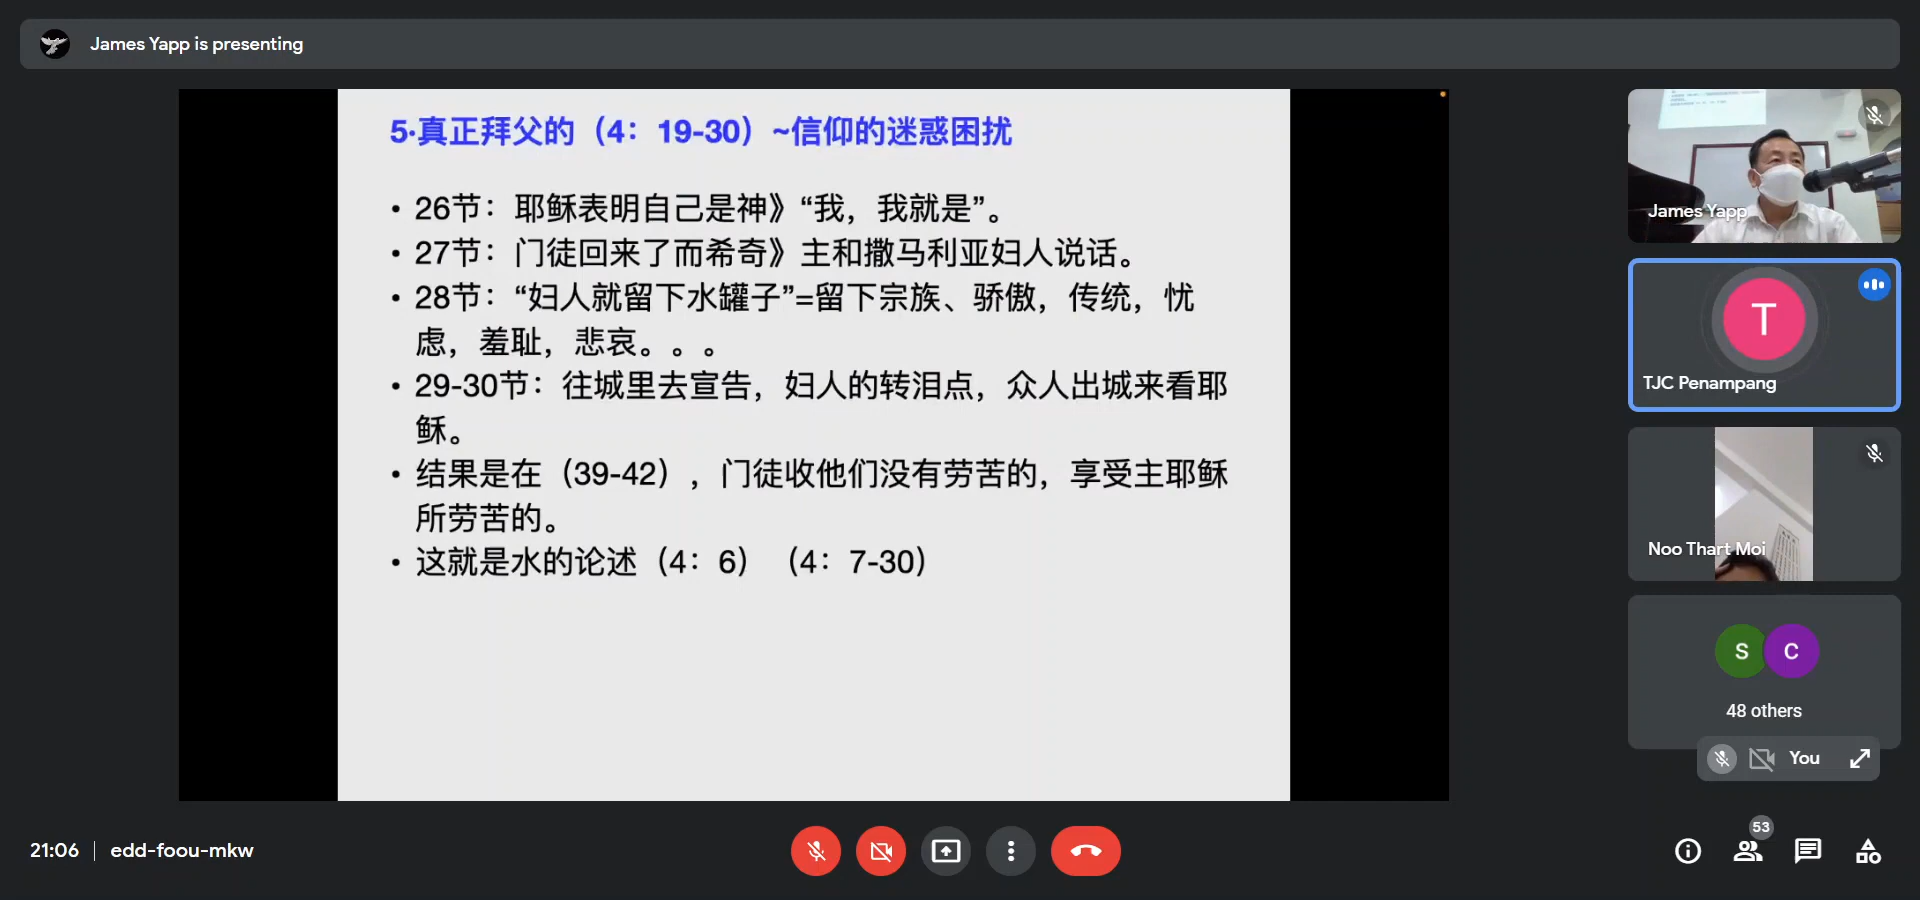 James Yapp is presenting
5·真正拜父的（4：19-30）~信仰的迷惑困扰
• 26节：耶稣表明自己是神》“我，我就是”。
• 27节：门徒回来了而希奇》主和撒马利亚妇人说话。
• 28节：“妇人就留下水罐子”=留下宗族、骄傲，传统，忧
虑，羞耻，悲哀。。。
• 29-30节：往城里去宣告，妇人的转泪点，众人出城来看耶
稣。
• 结果是在（39-42），门徒收他们没有劳苦的，享受主耶稣
所劳苦的。
• 这就是水的论述（4：6）（4：7-30）
James Yapp
T
TJC Penampang
Noo Thart Moi
S C
48 others
You
21:06 | edd-foou-mkw
53